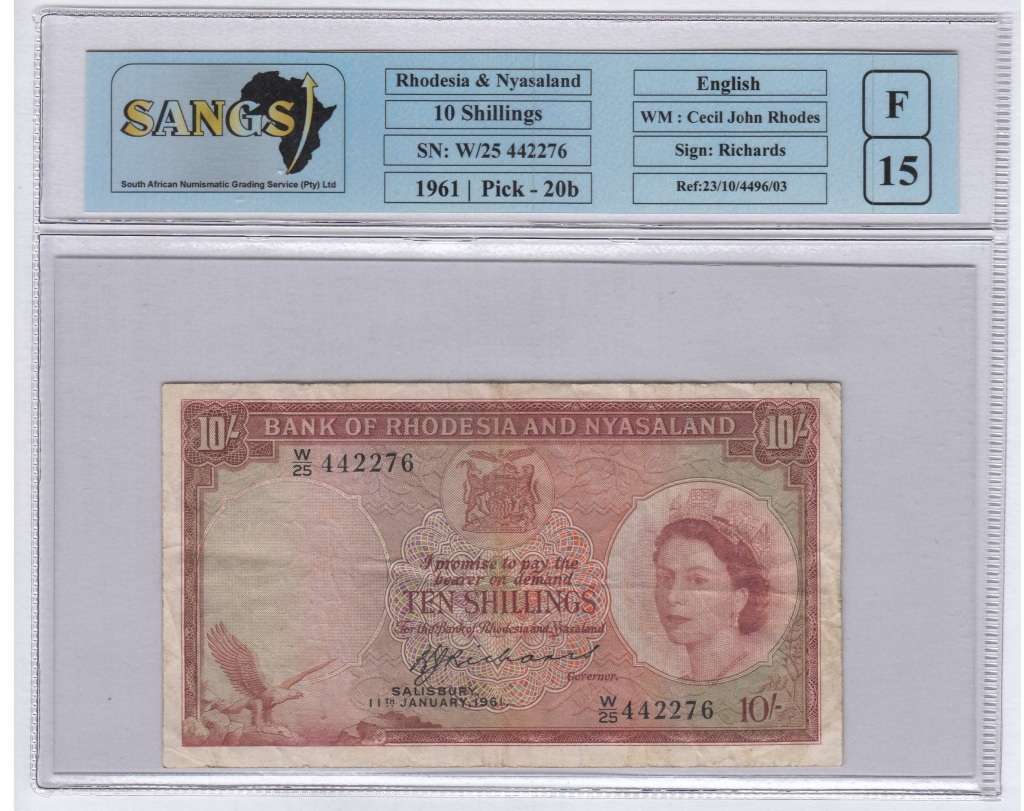 SANGS
South African Numismatic Grading Service (Pty) Ltd
Rhodesia & Nyasaland
10 Shillings
SN: W/25 442276
1961 | Pick - 20b
English
WM : Cecil John Rhodes
Sign: Richards
Ref:23/10/4496/03
F
15
10/-
BANK OF RHODESIA AND NYASALAND
10/-
W/25 442276
I promise to pay the
bearer on demand
TEN SHILLINGS
For the Bank of Rhodesia and Nyasaland
BJRichards
Governor.
SALISBURY,
11TH JANUARY, 1961.
W/25 442276
10/-